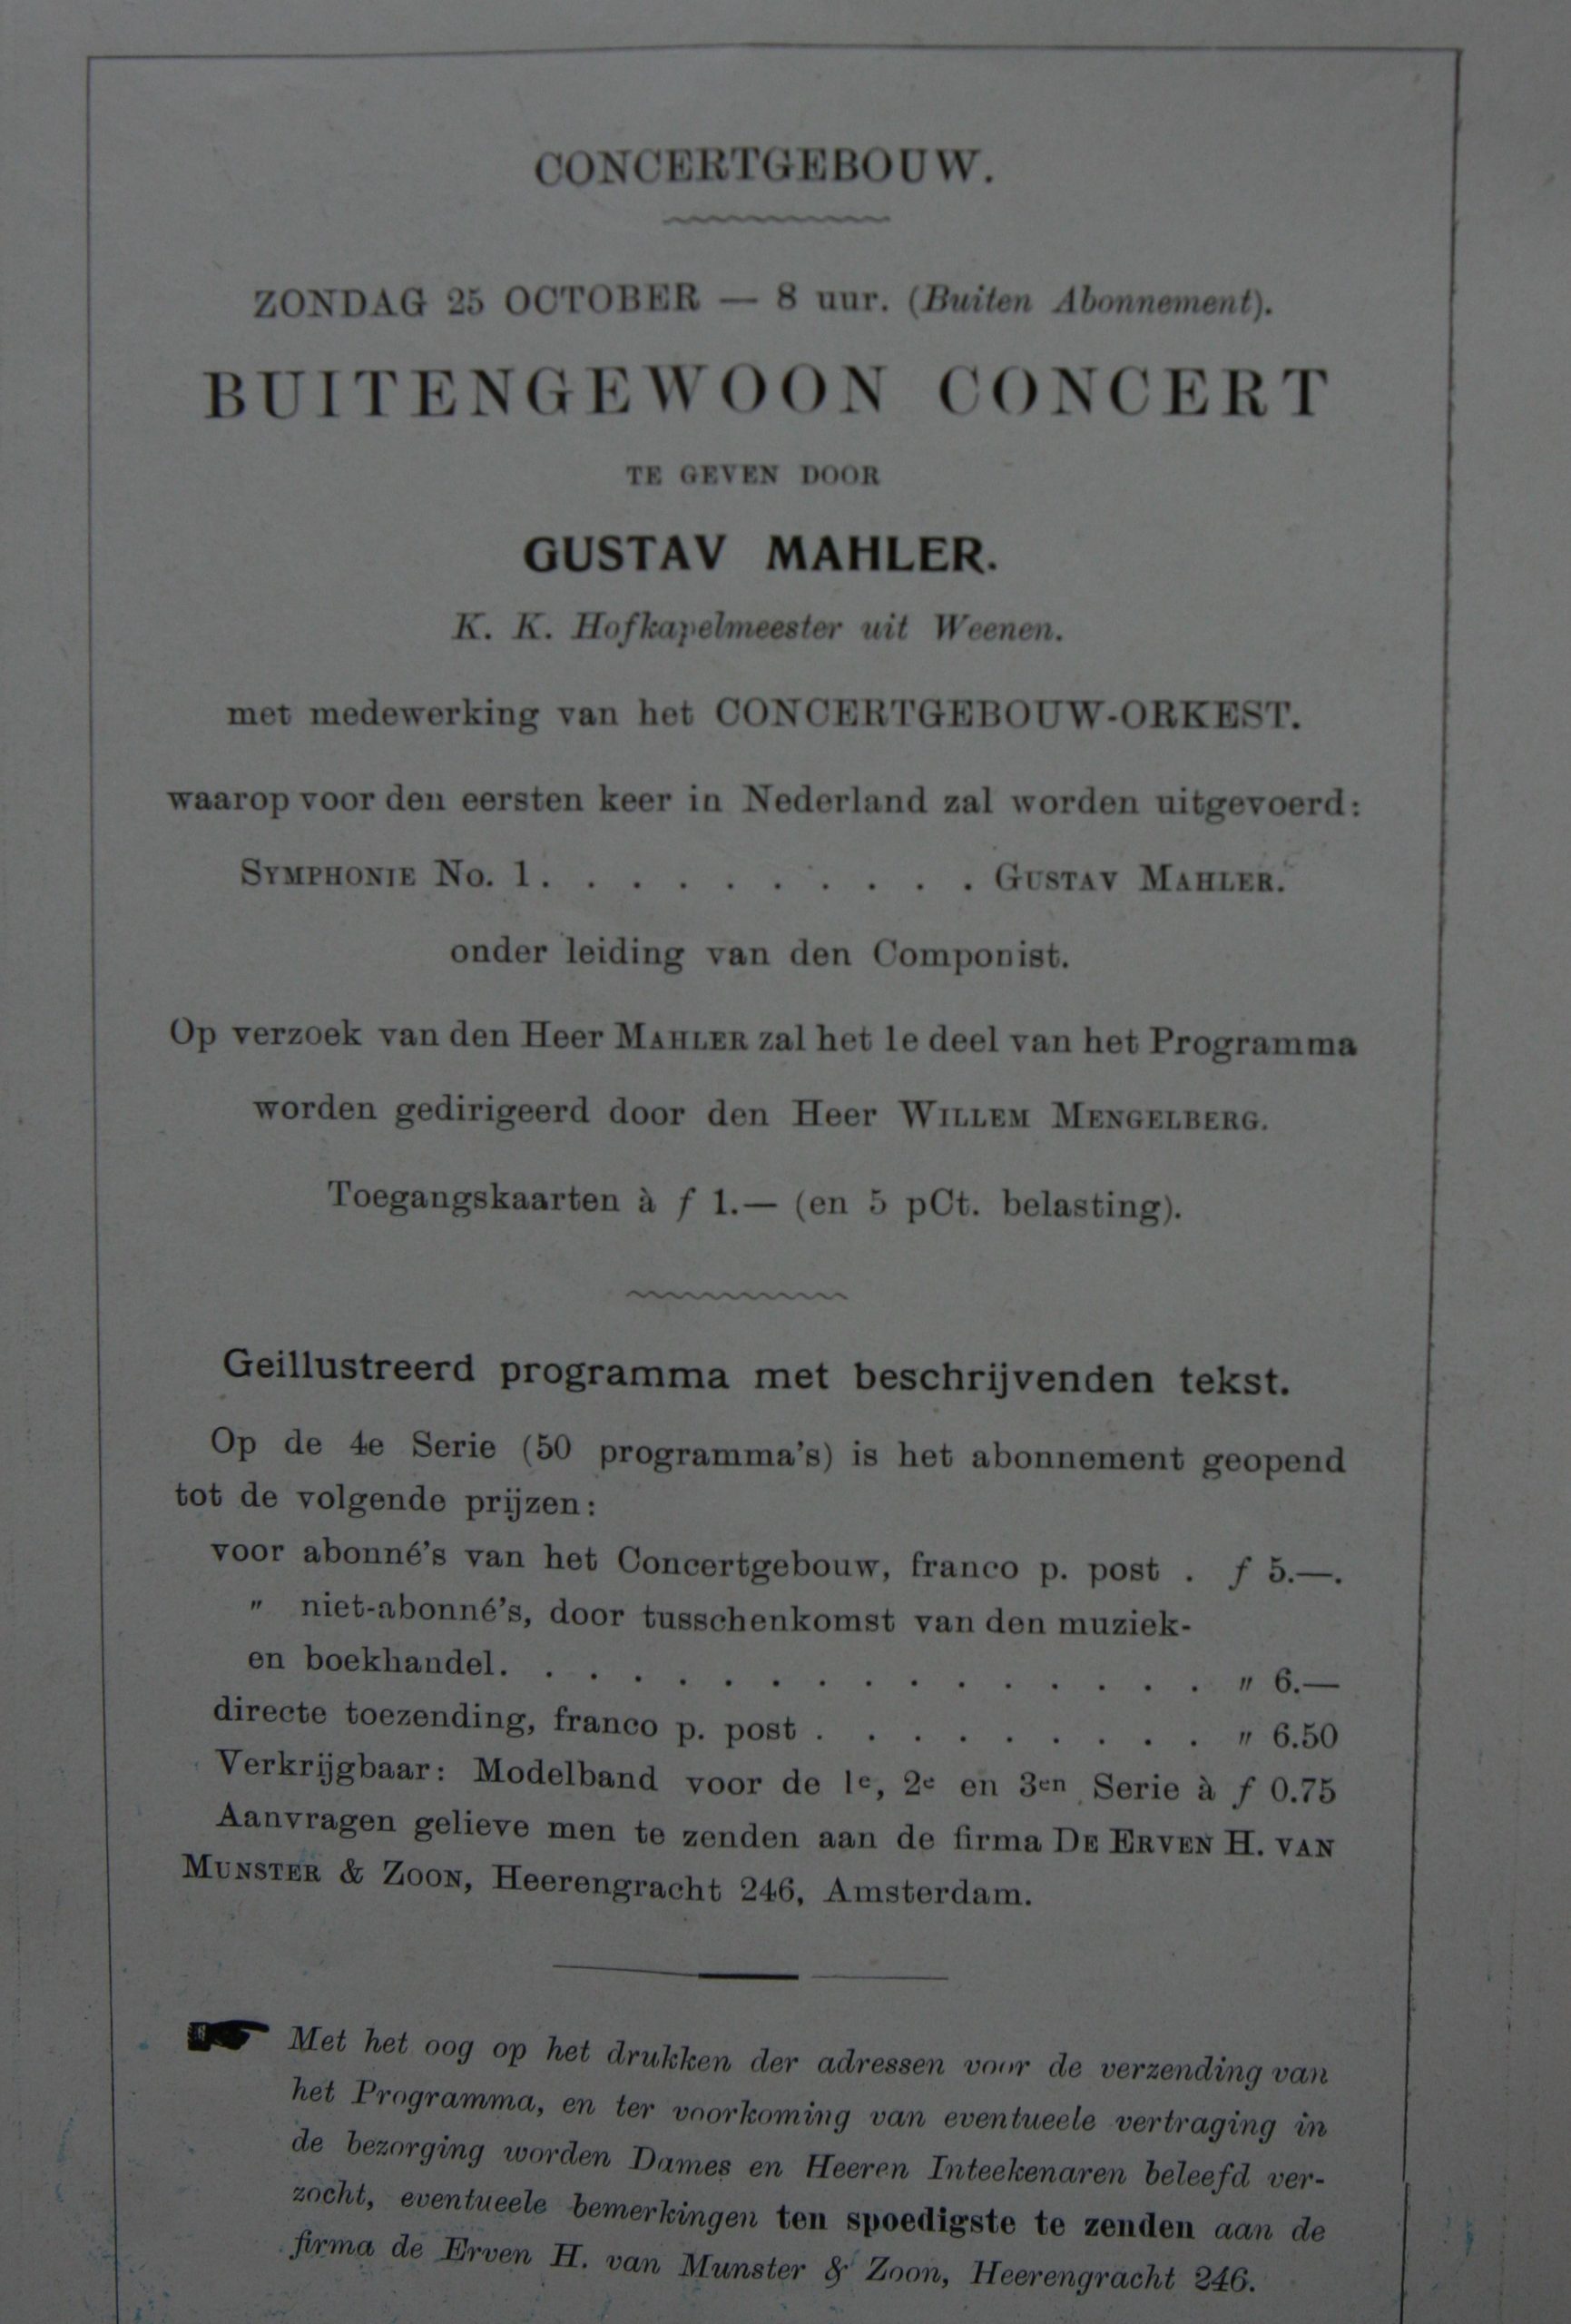 CONCERTGEBOUW.
ZONDAG 25 OCTOBER — 8 uur. (Buiten Abonnement).
BUITENGEWOON CONCERT
TE GEVEN DOOR
GUSTAV MAHLER.
K. K. Hofkapelmeester uit Weenen.
met medewerking van het CONCERTGEBOUW-ORKEST.
waarop voor den eersten keer in Nederland zal worden uitgevoerd:
SYMPHONIE No. 1. . . . . . . . . . GUSTAV MAHLER.
onder leiding van den Componist.
Op verzoek van den Heer MAHLER zal het 1e deel van het Programma
worden gedirigeerd door den Heer WILLEM MENGELBERG.
Toegangskaarten à f 1.— (en 5 pCt. belasting).
Geillustreerd programma met beschrijvenden tekst.
Op de 4e Serie (50 programma's) is het abonnement geopend
tot de volgende prijzen:
voor abonné's van het Concertgebouw, franco p. post . f 5.—.
" niet-abonné's, door tusschenkomst van den muziek-
en boekhandel. . . . . . . . . . . . . . . . " 6.—
directe toezending, franco p. post . . . . . . . . . " 6.50
Verkrijgbaar: Modelband voor de 1e, 2e en 3en Serie à f 0.75
Aanvragen gelieve men te zenden aan de firma DE ERVEN H. VAN
MUNSTER & ZOON, Heerengracht 246, Amsterdam.
Met het oog op het drukken der adressen voor de verzending van
het Programma, en ter voorkoming van eventueele vertraging in
de bezorging worden Dames en Heeren Inteekenaren beleefd ver-
zocht, eventueele bemerkingen ten spoedigste te zenden aan de
firma de Erven H. van Munster & Zoon, Heerengracht 246.